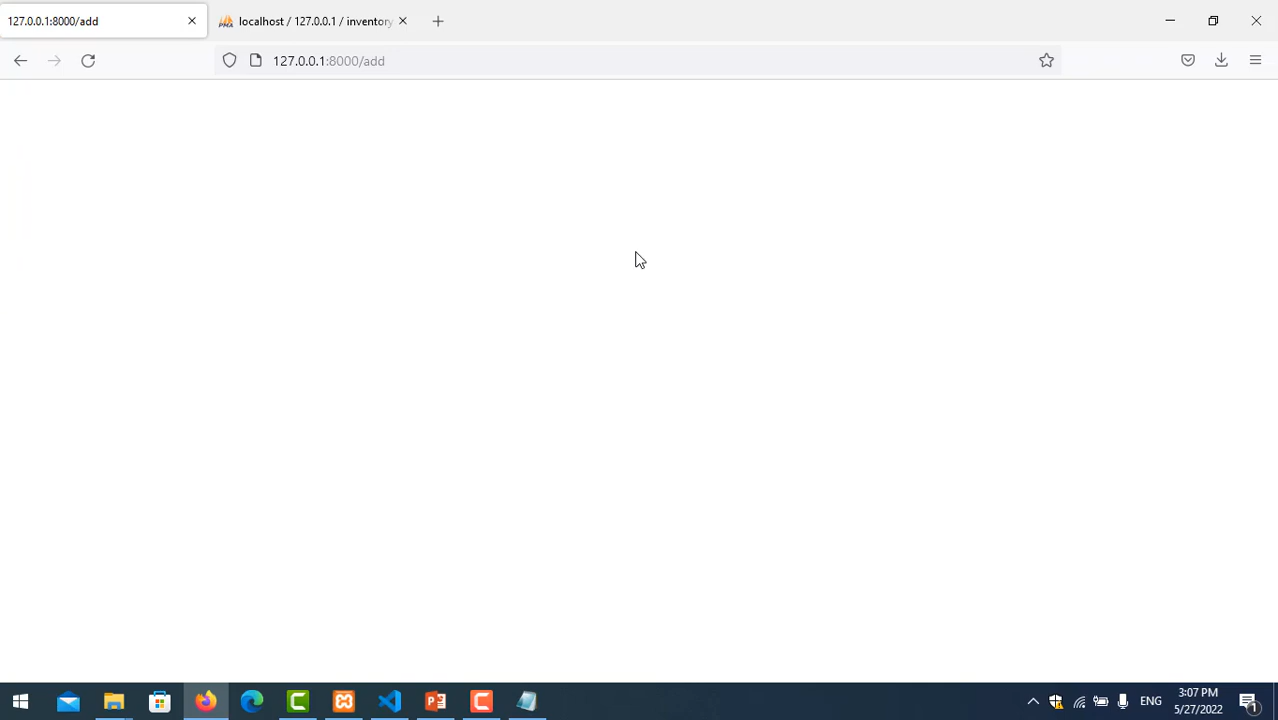 127.0.0.1:8000/add
localhost / 127.0.0.1 / inventory
127.0.0.1:8000/add
ENG
3:07 PM
5/27/2022
1